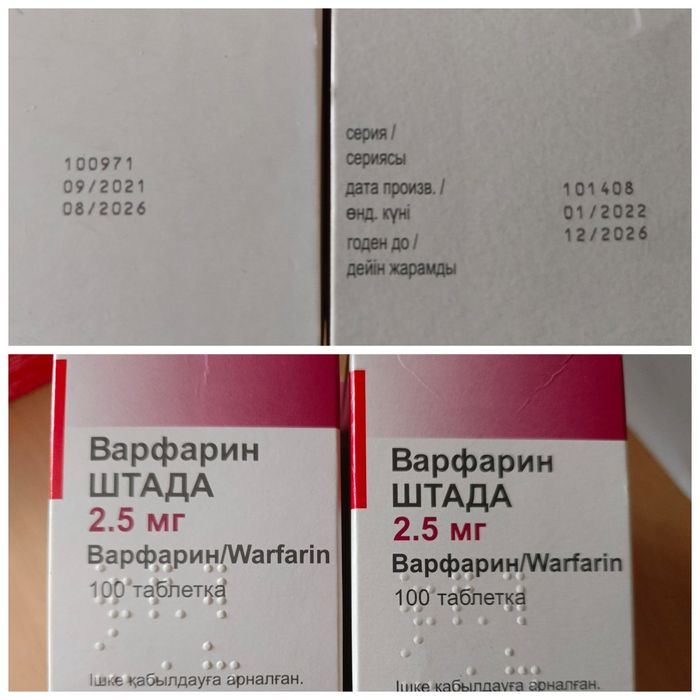 100971
09/2021
08/2026
серия /
сериясы
дата произв. /
өнд. күні
годен до /
дейін жарамды
101408
01/2022
12/2026
Варфарин
ШТАДА
2.5 мг
Варфарин/Warfarin
100 таблетка
Ішке қабылдауға арналған.
Варфарин
ШТАДА
2.5 мг
Варфарин/Warfarin
100 таблетка
Ішке қабылдауға арналған.